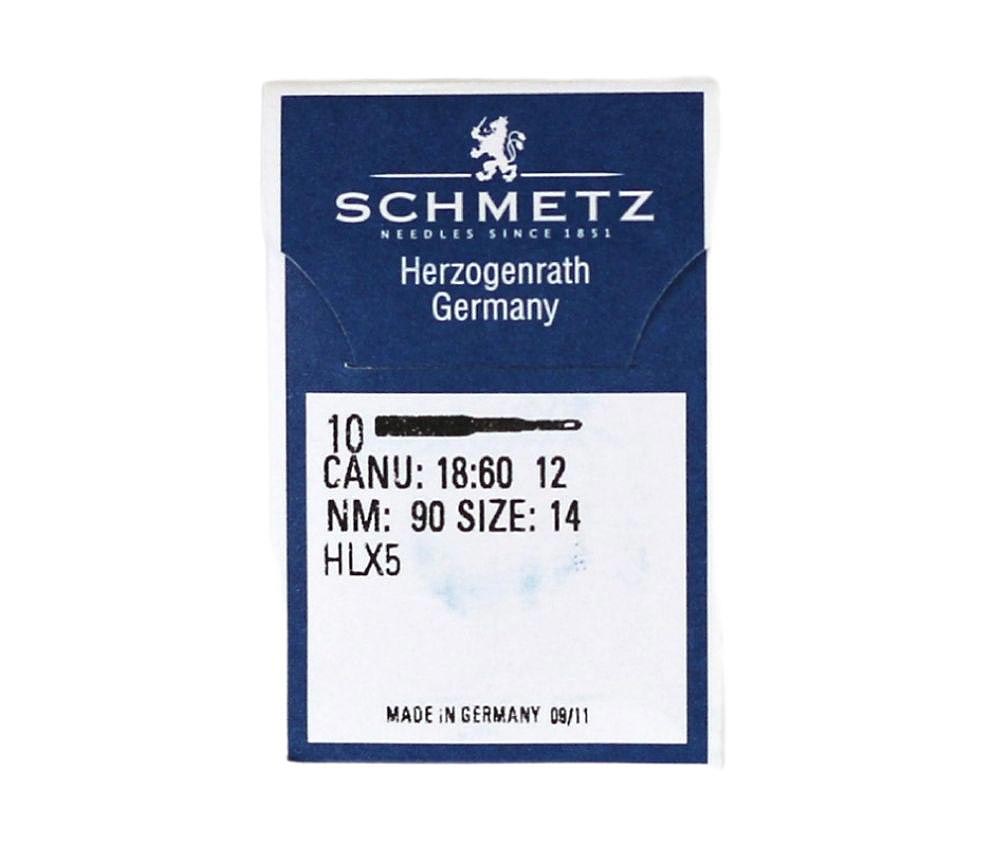 SCHMETZ
NEEDLES SINCE 1851
Herzogenrath
Germany
10
CANU: 18:60 12
NM: 90 SIZE: 14
HLX5
MADE IN GERMANY 09/11